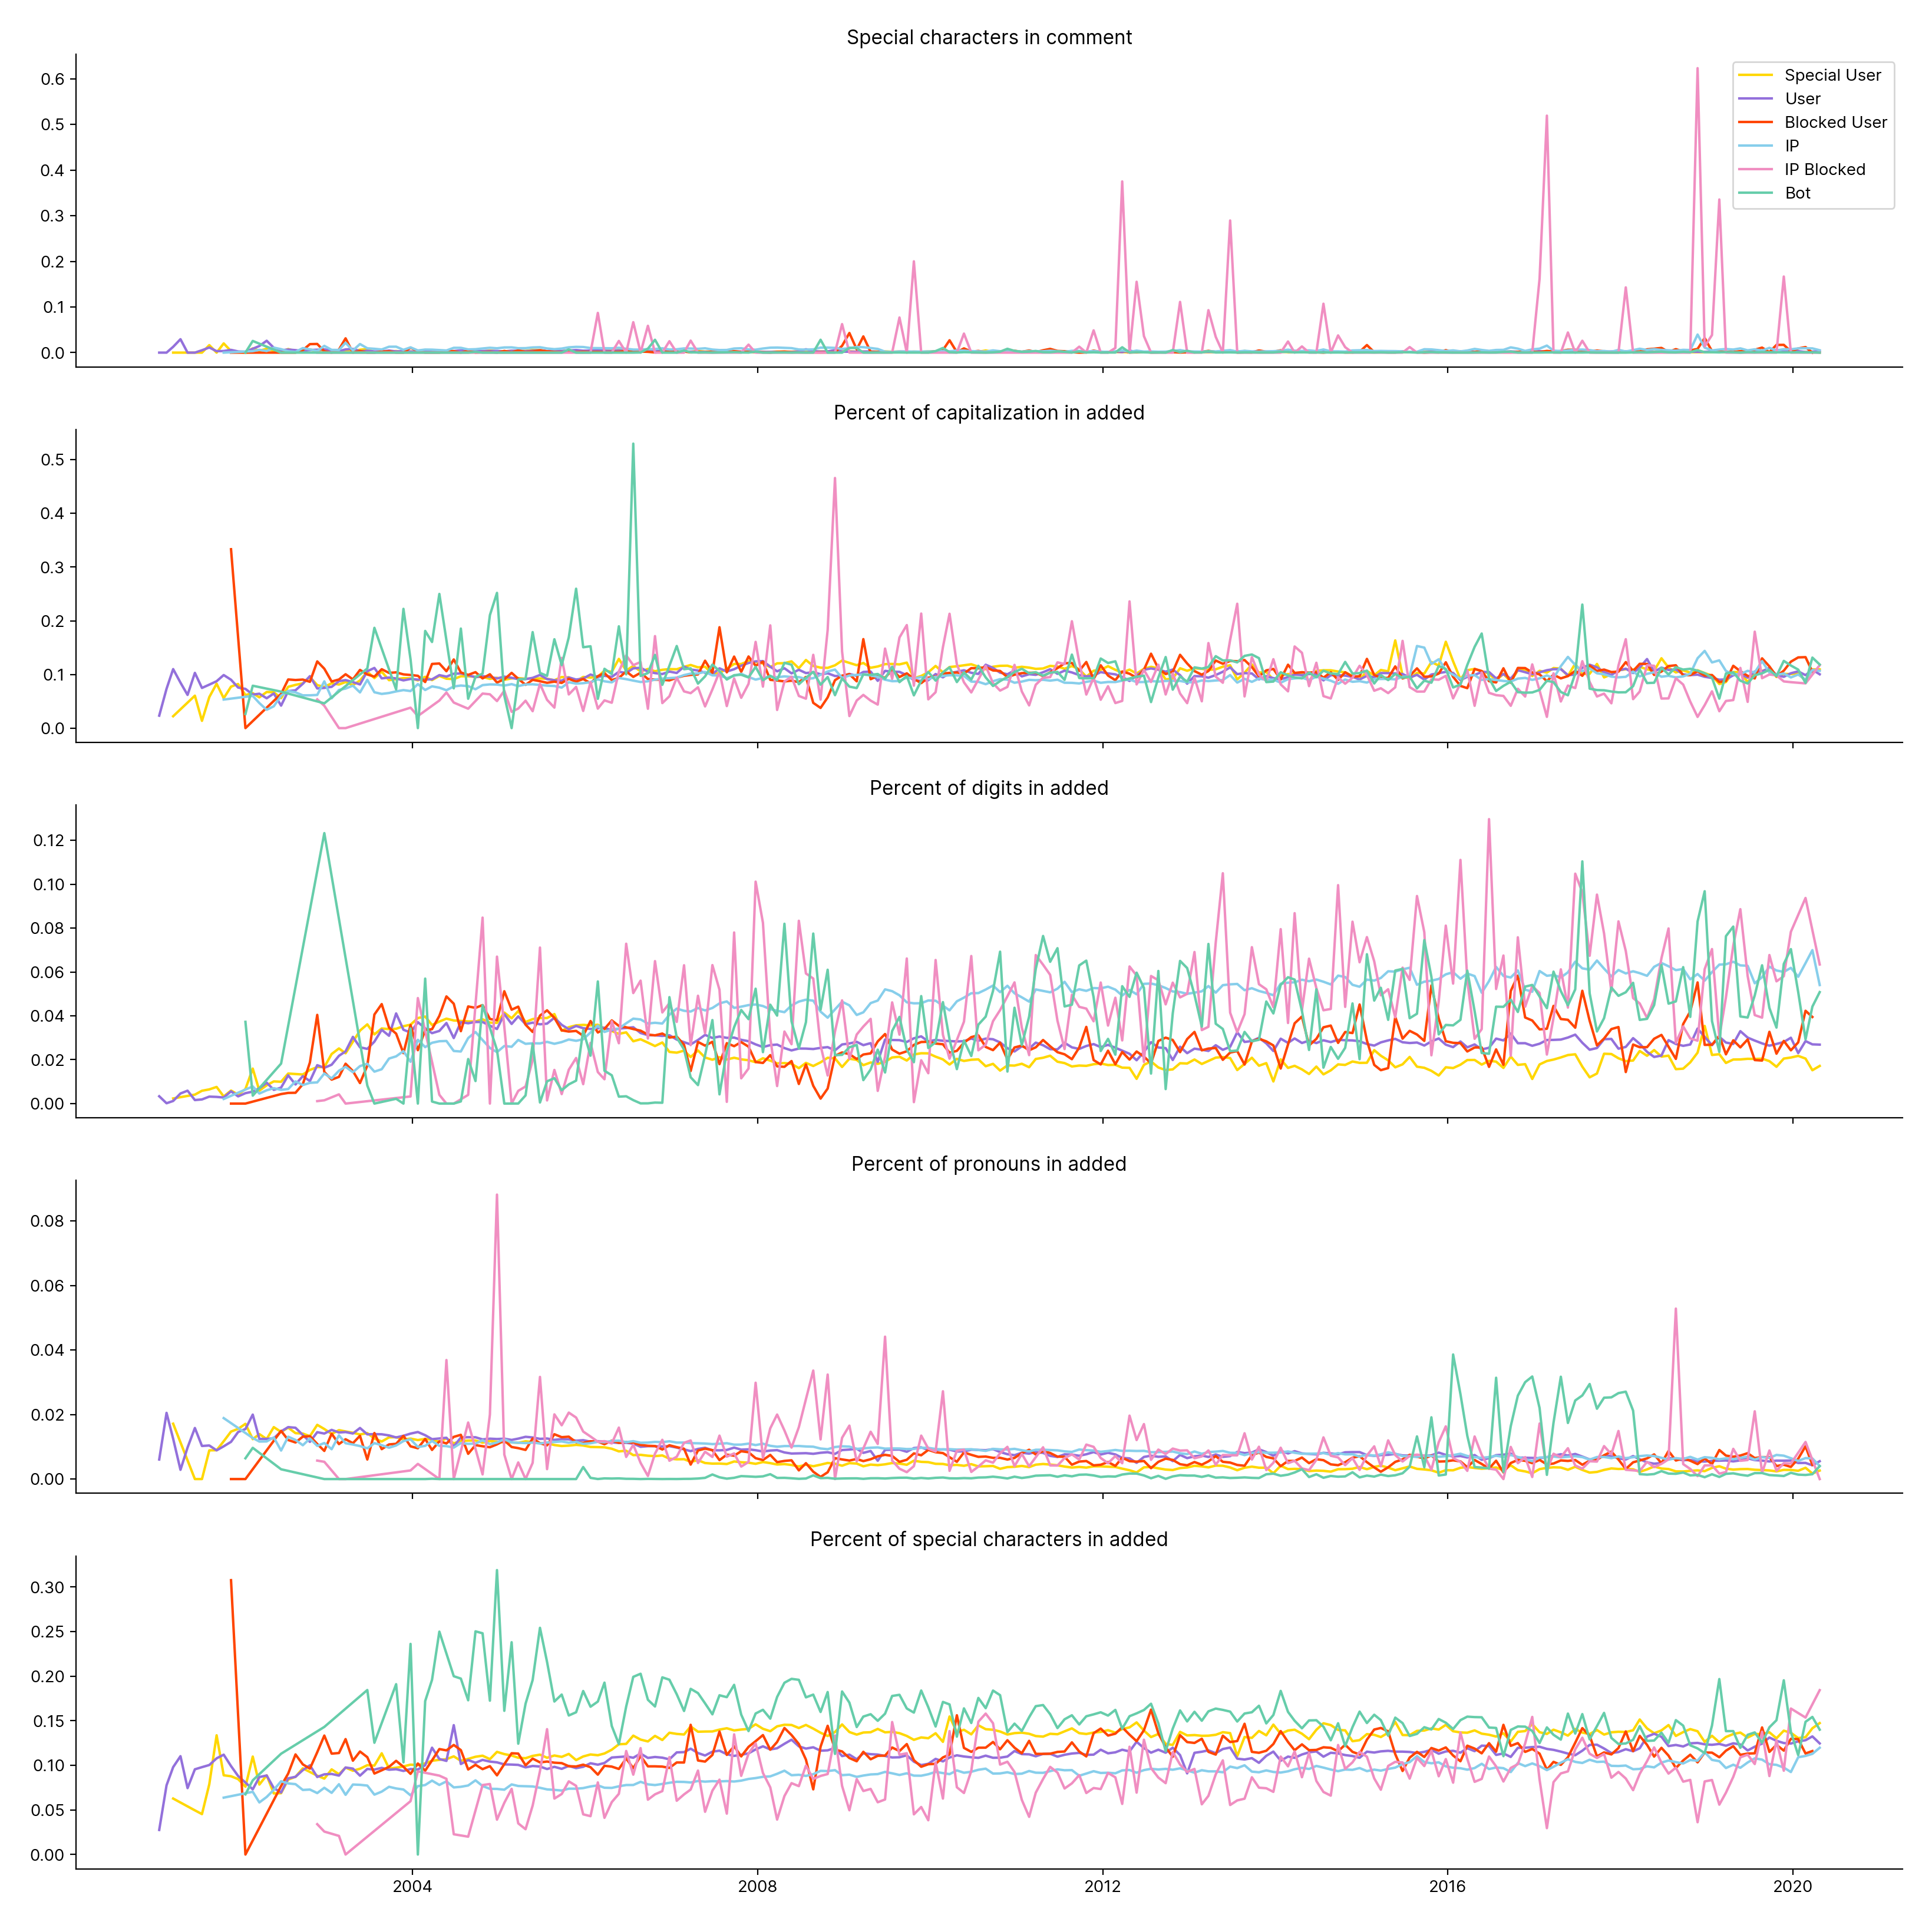 Special characters in comment
0.6
0.5
0.4
0.3
0.2
0.1
0.0
Special User
User
Blocked User
IP
IP Blocked
Bot
Percent of capitalization in added
0.5
0.4
0.3
0.2
0.1
0.0
Percent of digits in added
0.12
0.10
0.08
0.06
0.04
0.02
0.00
Percent of pronouns in added
0.08
0.06
0.04
0.02
0.00
Percent of special characters in added
0.30
0.25
0.20
0.15
0.10
0.05
0.00
2004 2008 2012 2016 2020